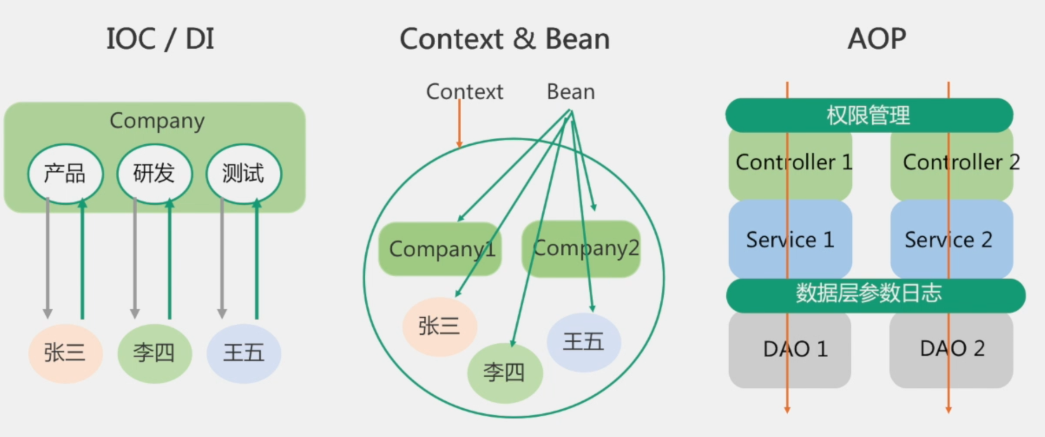 IOC / DI
Company
产品
研发
测试
张三
李四
王五
Context & Bean
Context
Bean
Company1
Company2
张三
李四
王五
AOP
权限管理
Controller 1
Controller 2
Service 1
Service 2
数据层参数日志
DAO 1
DAO 2